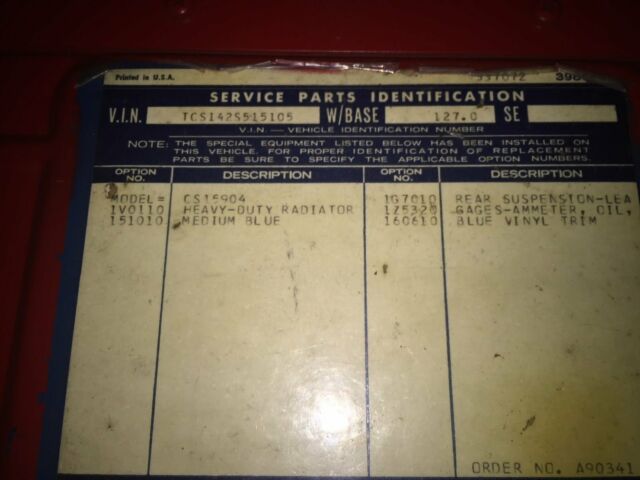 Printed in U.S.A.
SERVICE PARTS IDENTIFICATION
V.I.N. TCS142S515105 W/BASE 127.0 SE
V.I.N. — VEHICLE IDENTIFICATION NUMBER
NOTE: THE SPECIAL EQUIPMENT LISTED BELOW HAS BEEN INSTALLED ON
THIS VEHICLE. FOR PROPER IDENTIFICATION OF REPLACEMENT
PARTS BE SURE TO SPECIFY THE APPLICABLE OPTION NUMBERS.
OPTION NO. DESCRIPTION OPTION NO. DESCRIPTION
MODEL= CS15904 1G7010 REAR SUSPENSION-LEA
1V0110 HEAVY-DUTY RADIATOR 1Z5320 GAGES-AMMETER, OIL,
151010 MEDIUM BLUE 160610 BLUE VINYL TRIM
ORDER NO. A90341